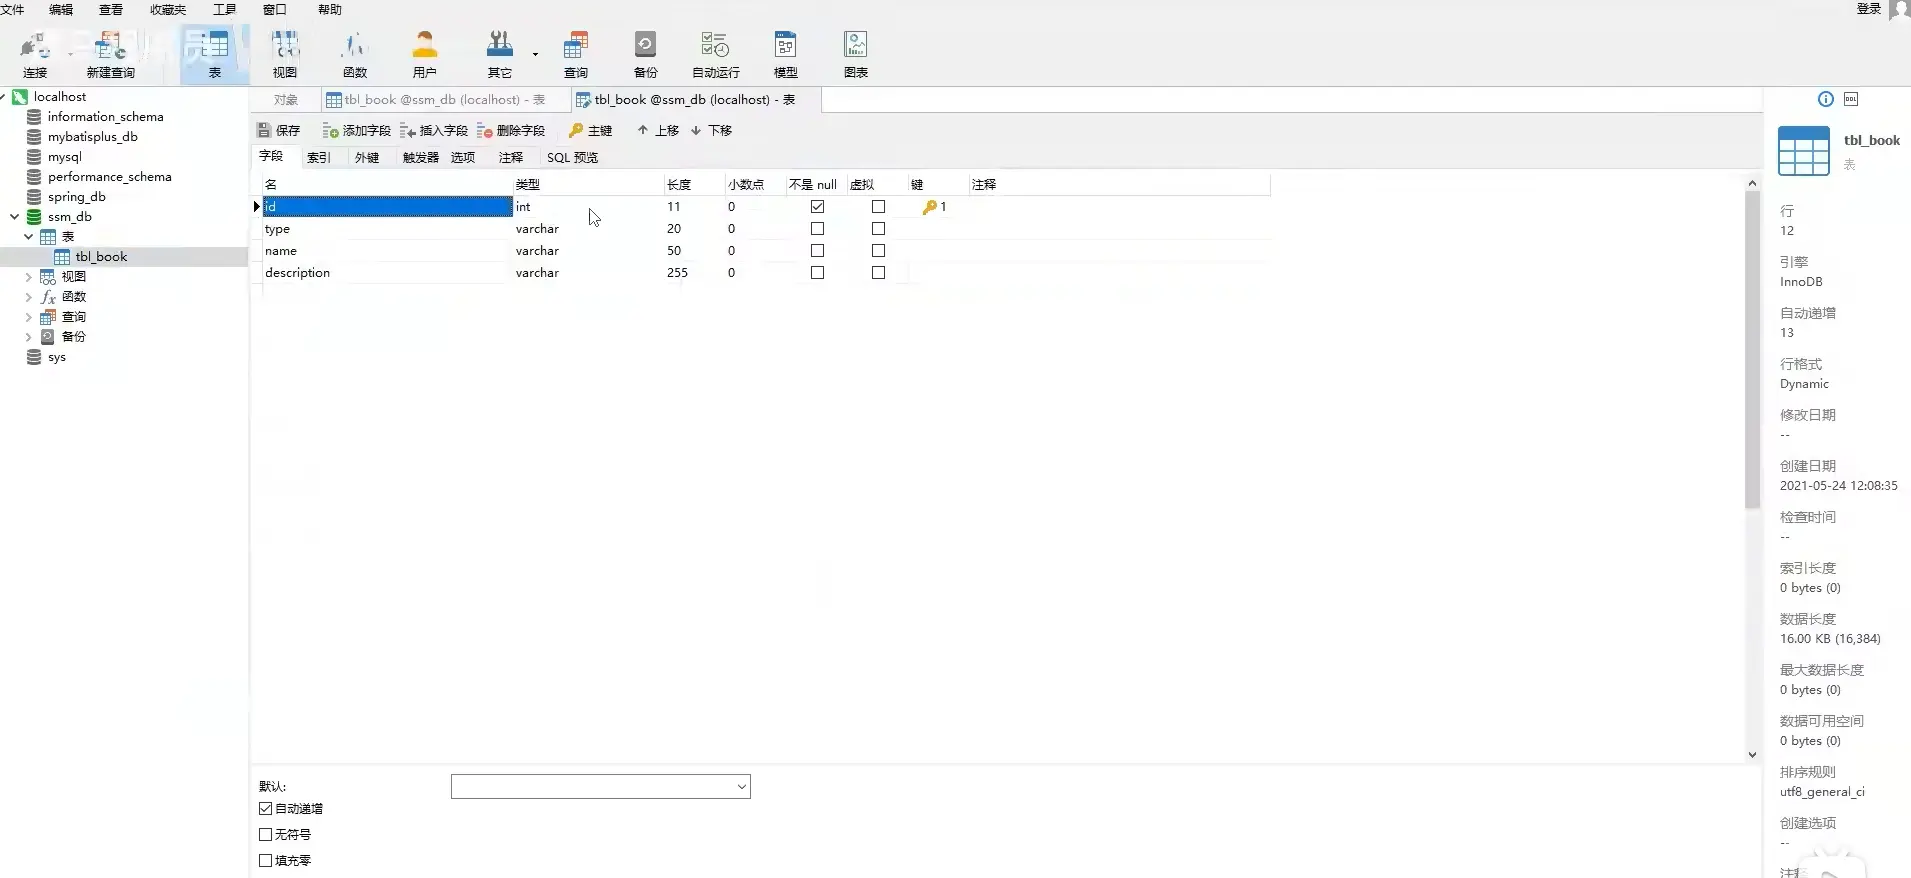 文件 编辑 查看 收藏夹 工具 窗口 帮助 登录
连接 新建查询 表 视图 函数 用户 其它 查询 备份 自动运行 模型 图表
localhost
information_schema
mybatisplus_db
mysql
performance_schema
spring_db
ssm_db
表
tbl_book
视图
函数
查询
备份
sys
对象 tbl_book @ssm_db (localhost) - 表 tbl_book @ssm_db (localhost) - 表
保存 添加字段 插入字段 删除字段 主键 上移 下移
字段 索引 外键 触发器 选项 注释 SQL 预览
名 类型 长度 小数点 不是 null 虚拟 键 注释
id int 11 0 1
type varchar 20 0
name varchar 50 0
description varchar 255 0
默认:
自动递增
无符号
填充零
tbl_book
表
行
12
引擎
InnoDB
自动递增
13
行格式
Dynamic
修改日期
--
创建日期
2021-05-24 12:08:35
检查时间
--
索引长度
0 bytes (0)
数据长度
16.00 KB (16,384)
最大数据长度
0 bytes (0)
数据可用空间
0 bytes (0)
排序规则
utf8_general_ci
创建选项
--